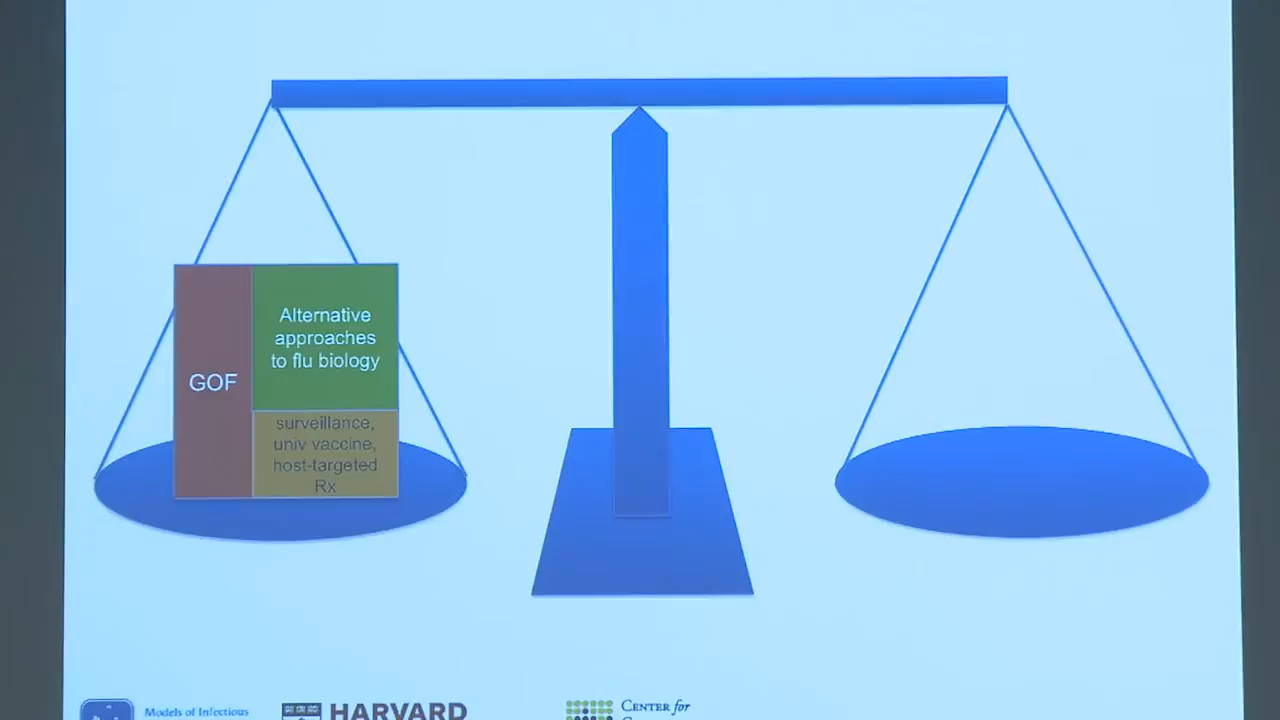 GOF
Alternative
approaches
to flu biology
surveillance,
univ vaccine,
host-targeted
Rx
Models of Infectious
HARVARD
CENTER for